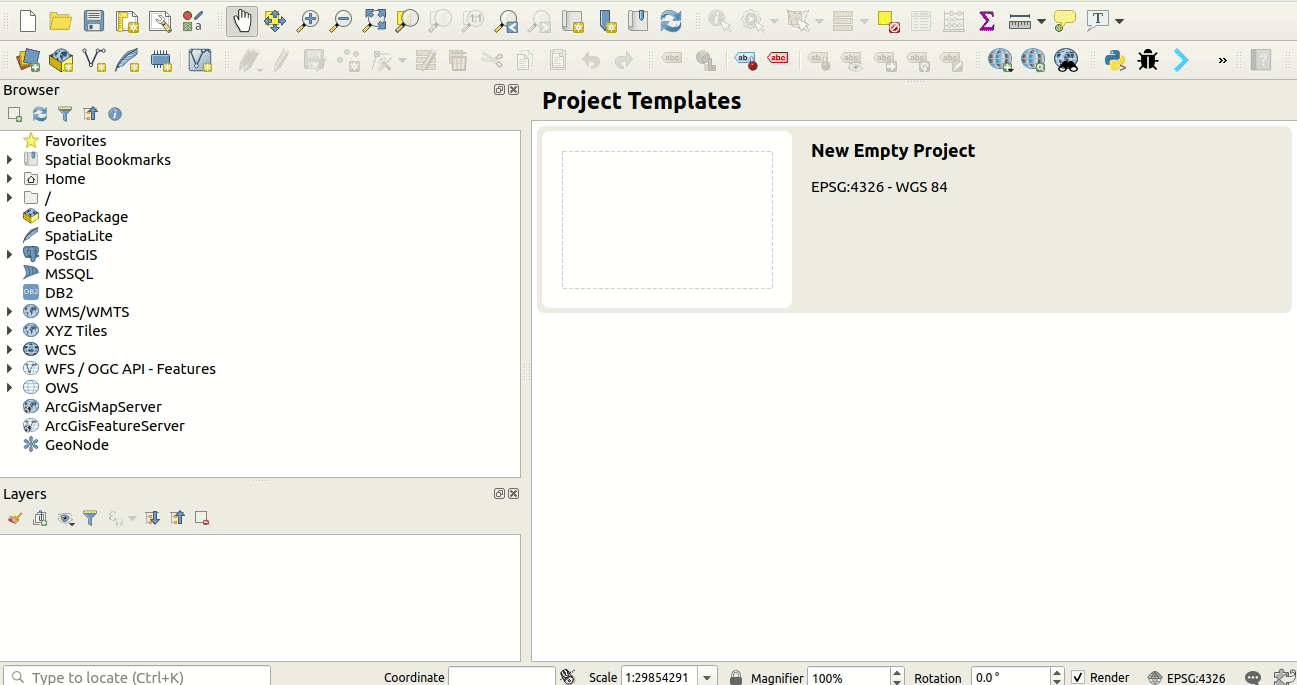 Browser
Project Templates
Favorites
Spatial Bookmarks
Home
/
GeoPackage
SpatiaLite
PostGIS
MSSQL
DB2
WMS/WMTS
XYZ Tiles
WCS
WFS / OGC API - Features
OWS
ArcGisMapServer
ArcGisFeatureServer
GeoNode
New Empty Project
EPSG:4326 - WGS 84
Layers
Type to locate (Ctrl+K)
Coordinate
Scale 1:29854291
Magnifier 100%
Rotation 0.0 °
Render
EPSG:4326